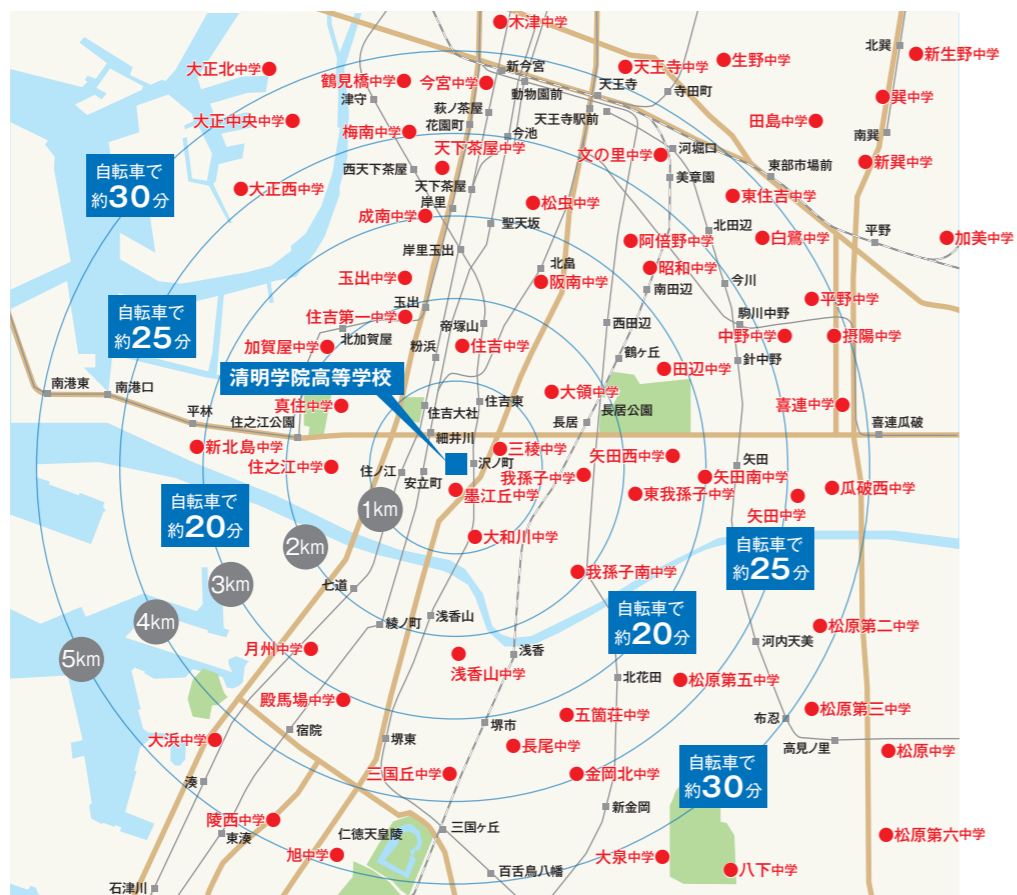 木津中学
生野中学
北巽
新生野中学
大正北中学
鶴見橋中学
今宮中学
新今宮
動物園前
天王寺中学
天王寺
寺田町
津守
萩ノ茶屋
花園町
天王寺駅前
巽中学
大正中央中学
梅南中学
今池
田島中学
南巽
天下茶屋中学
文の里中学
河堀口
西天下茶屋
美章園
東部市場前
新巽中学
自転車で
約30分
大正西中学
天下茶屋
岸里
松虫中学
東住吉中学
成南中学
聖天坂
北田辺
白鷺中学
平野
加美中学
岸里玉出
阿倍野中学
北畠
昭和中学
玉出中学
阪南中学
南田辺
今川
自転車で
約25分
玉出
平野中学
住吉第一中学
帝塚山
西田辺
駒川中野
北加賀屋
加賀屋中学
粉浜
住吉中学
中野中学
摂陽中学
鶴ヶ丘
針中野
田辺中学
清明学院高等学校
南港東
南港口
大領中学
真住中学
住吉大社
住吉東
長居公園
喜連中学
平林
住之江公園
長居
喜連瓜破
細井川
新北島中学
三稜中学
住之江中学
住ノ江
安立町
沢ノ町
矢田西中学
矢田
我孫子中学
矢田南中学
墨江丘中学
東我孫子中学
瓜破西中学
矢田中学
自転車で
約20分
1km
大和川中学
2km
自転車で
約25分
3km
七道
我孫子南中学
4km
綾ノ町
浅香山
自転車で
約20分
松原第二中学
河内天美
5km
月州中学
浅香山中学
浅香
北花田
松原第五中学
殿馬場中学
五箇荘中学
松原第三中学
布忍
宿院
堺市
大浜中学
堺東
長尾中学
高見ノ里
松原中学
自転車で
約30分
湊
三国丘中学
金岡北中学
新金岡
陵西中学
東湊
仁徳天皇陵
三国ヶ丘
松原第六中学
旭中学
大泉中学
八下中学
百舌鳥八幡
石津川